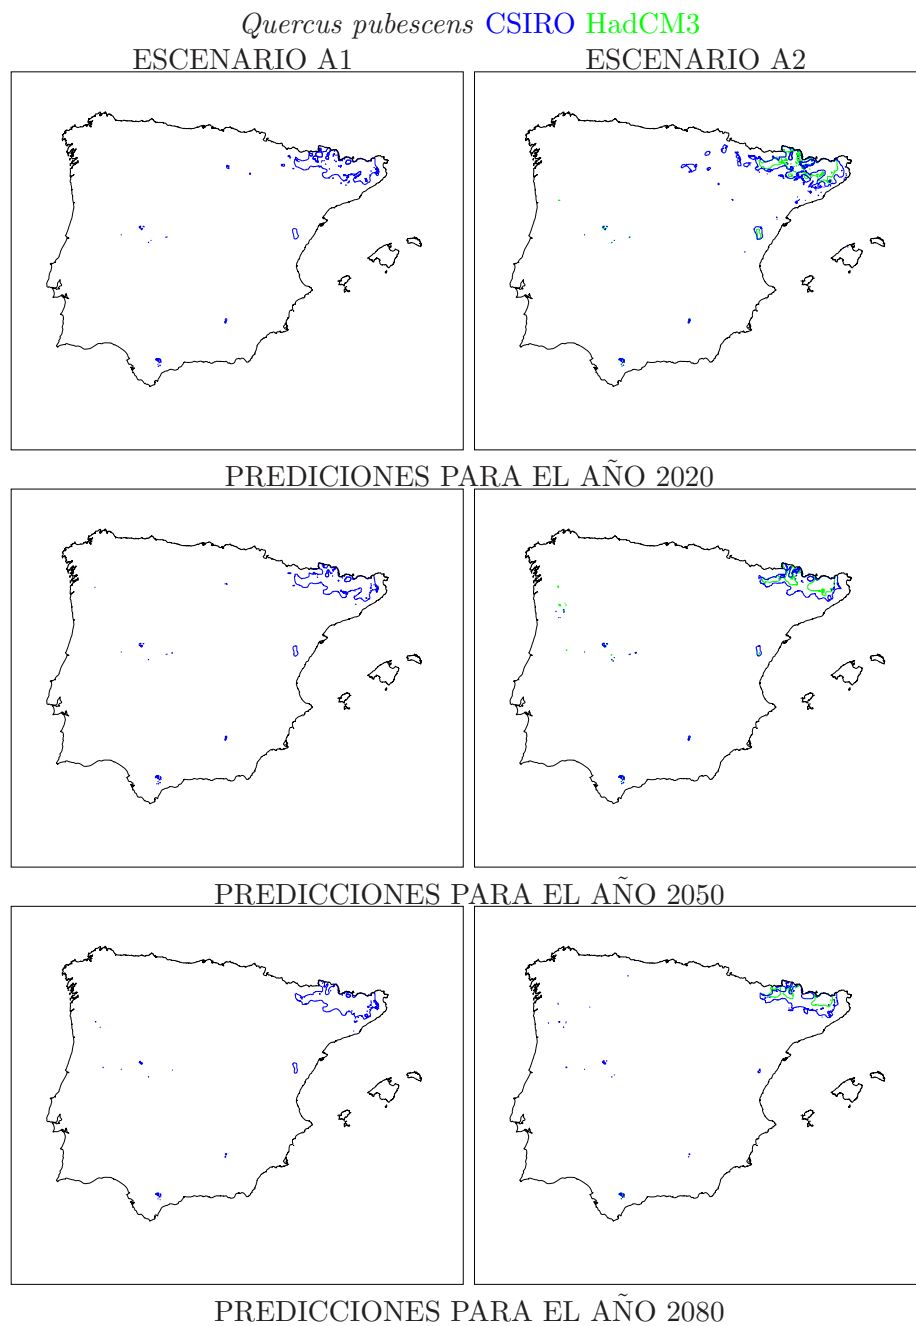 Quercus pubescens CSIRO HadCM3
ESCENARIO A1 ESCENARIO A2
PREDICIONES PARA EL AÑO 2020
PREDICCIONES PARA EL AÑO 2050
PREDICCIONES PARA EL AÑO 2080